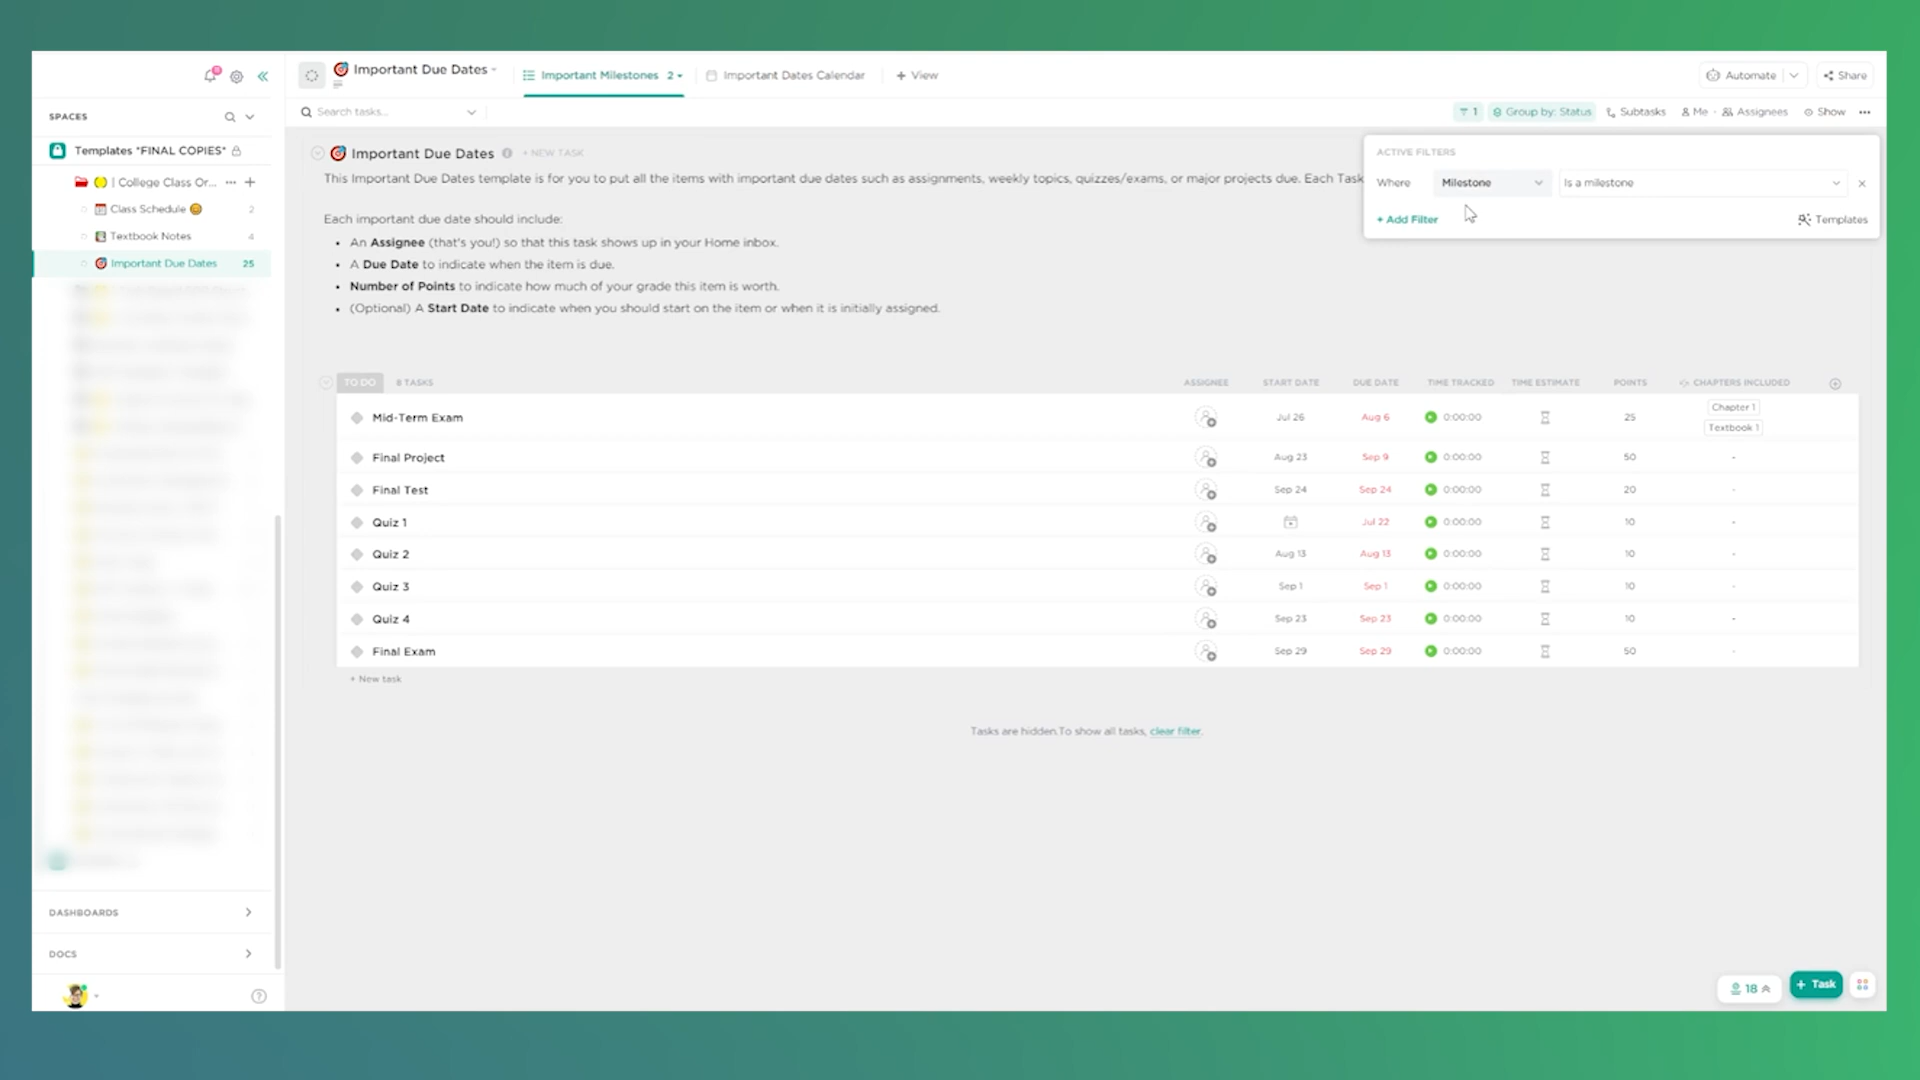 Important Due Dates
Important Milestones 2
Important Dates Calendar
+ View
Automate
Share
SPACES
Search tasks...
1
Group by: Status
Subtasks
Me
Assignees
Show
Templates *FINAL COPIES*
| College Class Or...
Class Schedule 2
Textbook Notes 4
Important Due Dates 25
Important Due Dates
+ NEW TASK
This Important Due Dates template is for you to put all the items with important due dates such as assignments, weekly topics, quizzes/exams, or major projects due. Each Task
Each important due date should include:
• An Assignee (that's you!) so that this task shows up in your Home inbox.
• A Due Date to indicate when the item is due.
• Number of Points to indicate how much of your grade this item is worth.
• (Optional) A Start Date to indicate when you should start on the item or when it is initially assigned.
ACTIVE FILTERS
Where Milestone Is a milestone
+ Add Filter
Templates
TO DO 8 TASKS ASSIGNEE START DATE DUE DATE TIME TRACKED TIME ESTIMATE POINTS CHAPTERS INCLUDED
Mid-Term Exam Jul 26 Aug 6 0:00:00 25 Chapter 1
Textbook 1
Final Project Aug 23 Sep 9 0:00:00 50 -
Final Test Sep 24 Sep 24 0:00:00 20 -
Quiz 1 Jul 22 0:00:00 10 -
Quiz 2 Aug 13 Aug 13 0:00:00 10 -
Quiz 3 Sep 1 Sep 1 0:00:00 10 -
Quiz 4 Sep 23 Sep 23 0:00:00 10 -
Final Exam Sep 29 Sep 29 0:00:00 50 -
+ New task
Tasks are hidden.To show all tasks, clear filter.
DASHBOARDS
DOCS
18
+ Task